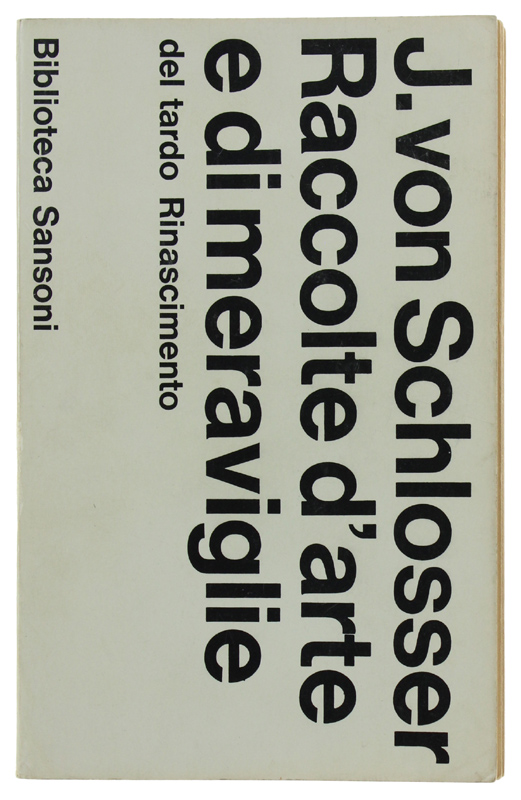 J. von Schlosser
Raccolte d'arte
e di meraviglie
del tardo Rinascimento
Biblioteca Sansoni